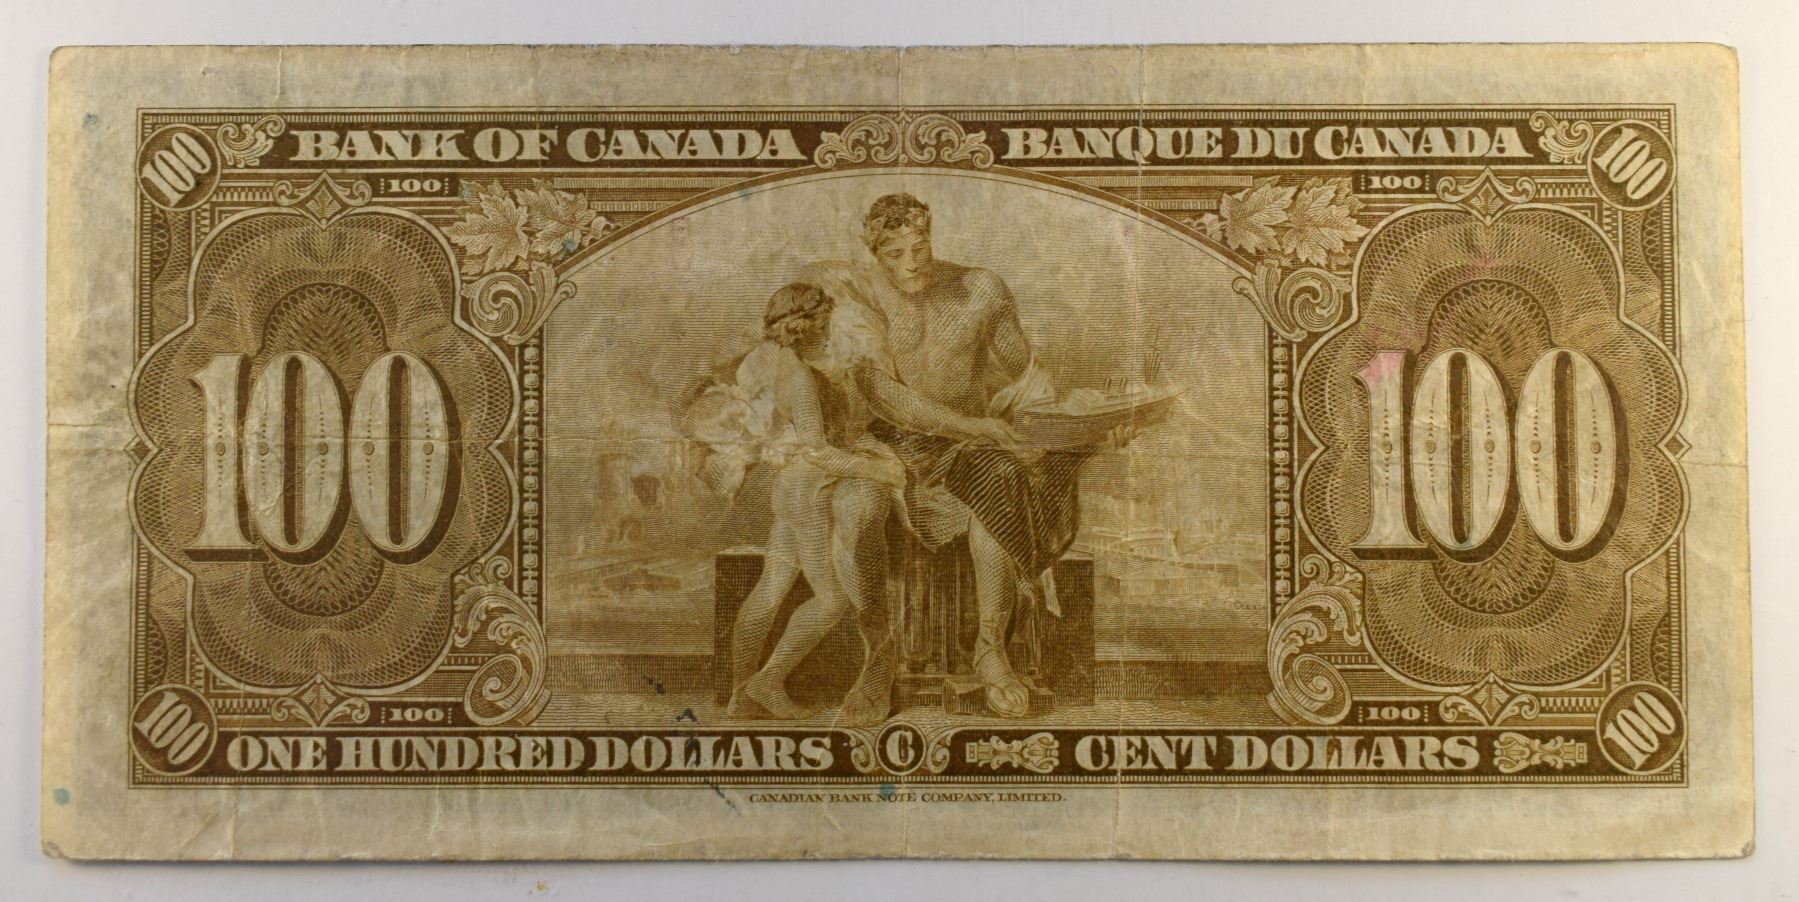 BANK OF CANADA BANQUE DU CANADA
100 100
100 100
100 100
100 100
100 100
ONE HUNDRED DOLLARS C CENT DOLLARS
CANADIAN BANK NOTE COMPANY, LIMITED.